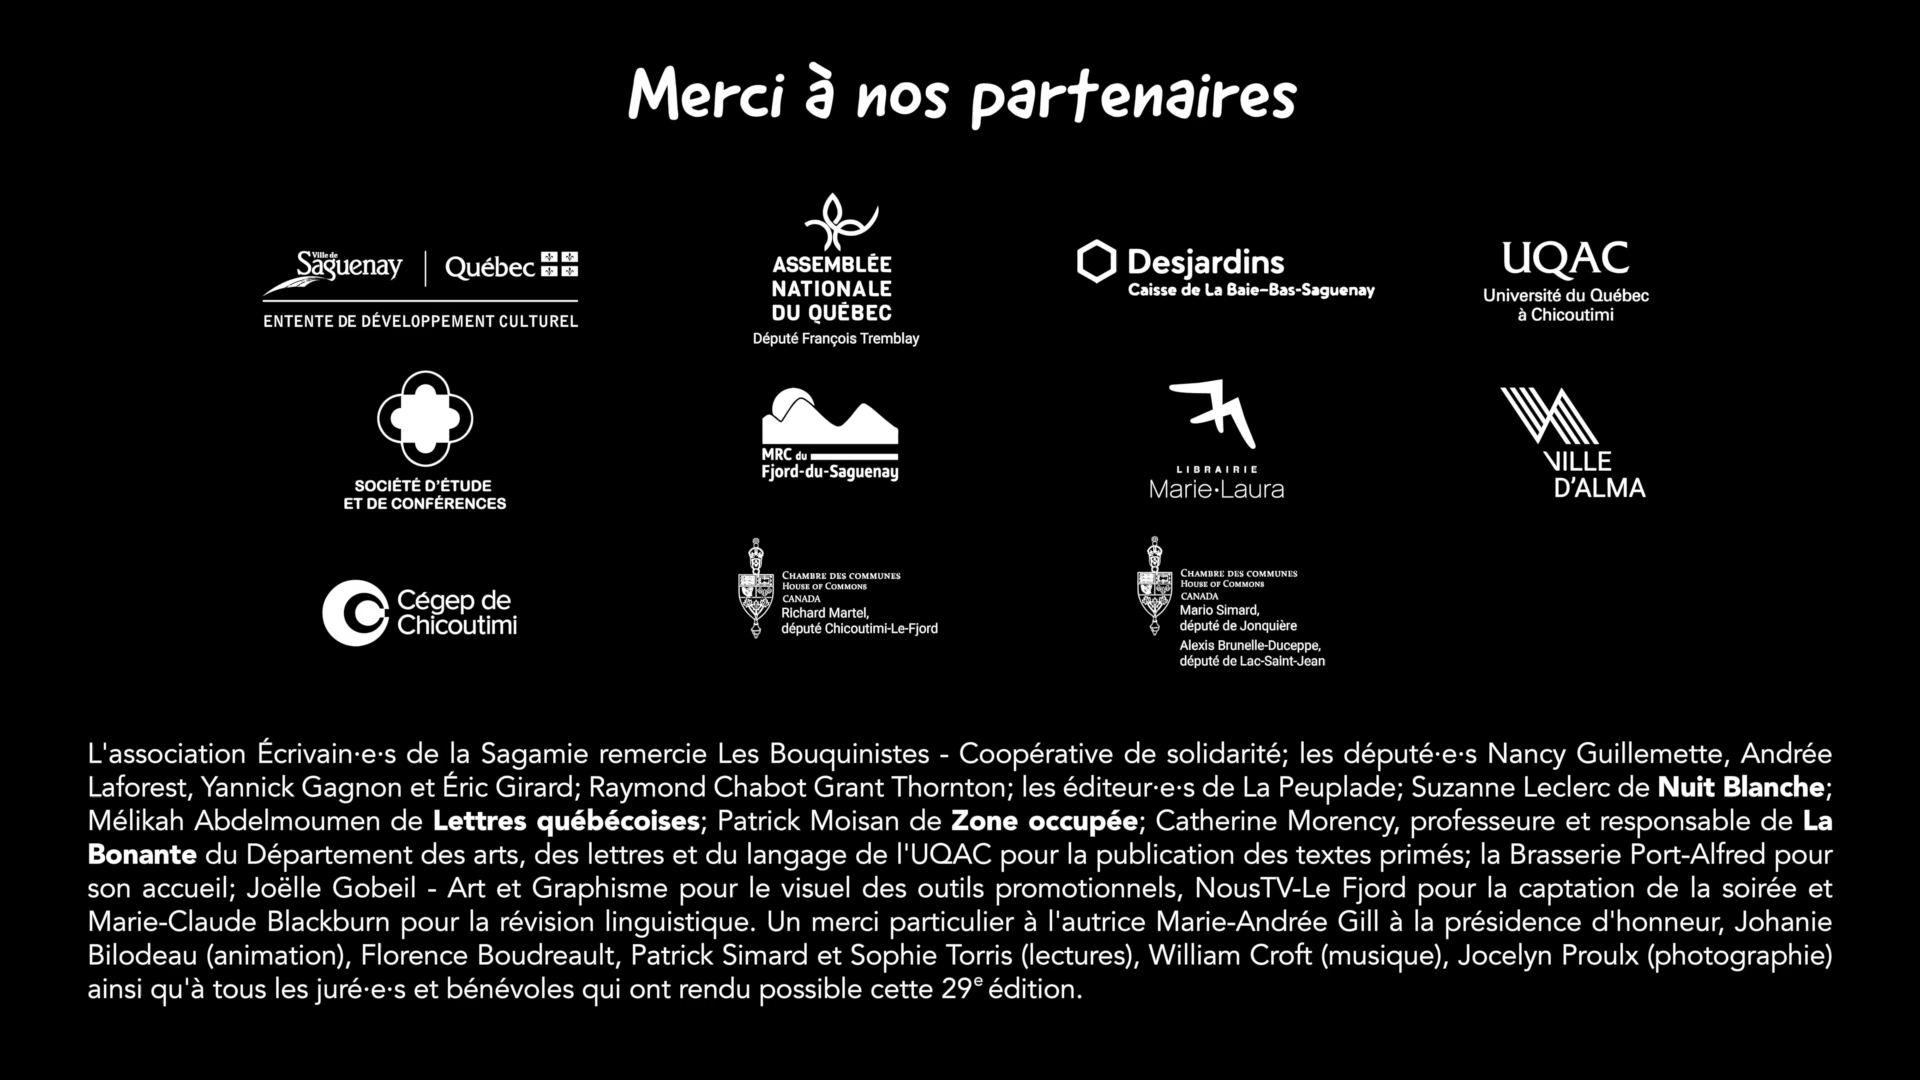 Merci à nos partenaires
Ville de
Saguenay
Québec
ENTENTE DE DÉVELOPPEMENT CULTUREL
ASSEMBLÉE
NATIONALE
DU QUÉBEC
Député François Tremblay
Desjardins
Caisse de La Baie–Bas-Saguenay
UQAC
Université du Québec
à Chicoutimi
SOCIÉTÉ D'ÉTUDE
ET DE CONFÉRENCES
MRC du
Fjord-du-Saguenay
LIBRAIRIE
Marie·Laura
VILLE
D'ALMA
Cégep de
Chicoutimi
CHAMBRE DES COMMUNES
HOUSE OF COMMONS
CANADA
Richard Martel,
député Chicoutimi-Le-Fjord
CHAMBRE DES COMMUNES
HOUSE OF COMMONS
CANADA
Mario Simard,
député de Jonquière
Alexis Brunelle-Duceppe,
député de Lac-Saint-Jean
L'association Écrivain·e·s de la Sagamie remercie Les Bouquinistes - Coopérative de solidarité; les député·e·s Nancy Guillemette, Andrée
Laforest, Yannick Gagnon et Éric Girard; Raymond Chabot Grant Thornton; les éditeur·e·s de La Peuplade; Suzanne Leclerc de Nuit Blanche;
Mélikah Abdelmoumen de Lettres québécoises; Patrick Moisan de Zone occupée; Catherine Morency, professeure et responsable de La
Bonante du Département des arts, des lettres et du langage de l'UQAC pour la publication des textes primés; la Brasserie Port-Alfred pour
son accueil; Joëlle Gobeil - Art et Graphisme pour le visuel des outils promotionnels, NousTV-Le Fjord pour la captation de la soirée et
Marie-Claude Blackburn pour la révision linguistique. Un merci particulier à l'autrice Marie-Andrée Gill à la présidence d'honneur, Johanie
Bilodeau (animation), Florence Boudreault, Patrick Simard et Sophie Torris (lectures), William Croft (musique), Jocelyn Proulx (photographie)
ainsi qu'à tous les juré·e·s et bénévoles qui ont rendu possible cette 29e édition.